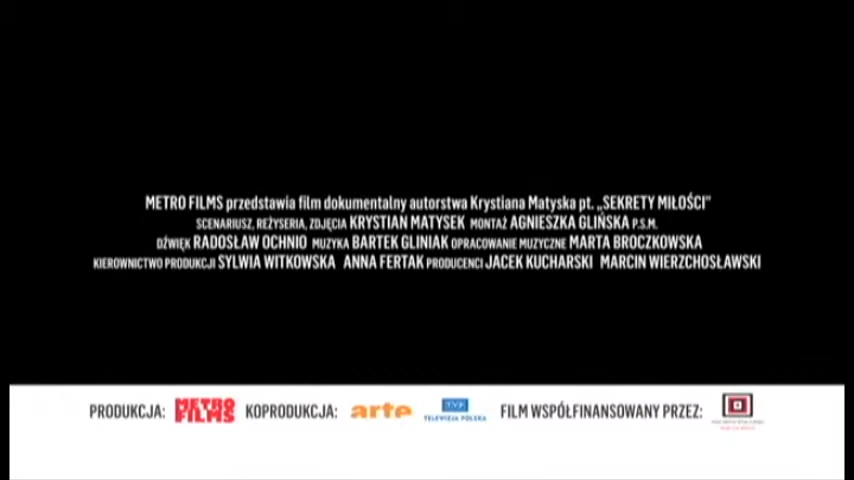 METRO FILMS przedstawia film dokumentalny autorstwa Krystiana Matyska pt. „SEKRETY MIŁOŚCI"
SCENARIUSZ, REŻYSERIA, ZDJĘCIA KRYSTIAN MATYSEK MONTAŻ AGNIESZKA GLIŃSKA P.S.M.
DŹWIĘK RADOSŁAW OCHNIO MUZYKA BARTEK GLINIAK OPRACOWANIE MUZYCZNE MARTA BROCZKOWSKA
KIEROWNICTWO PRODUKCJI SYLWIA WITKOWSKA ANNA FERTAK PRODUCENCI JACEK KUCHARSKI MARCIN WIERZCHOSŁAWSKI
PRODUKCJA: METRO FILMS KOPRODUKCJA: arte TVP TELEWIZJA POLSKA FILM WSPÓŁFINANSOWANY PRZEZ: